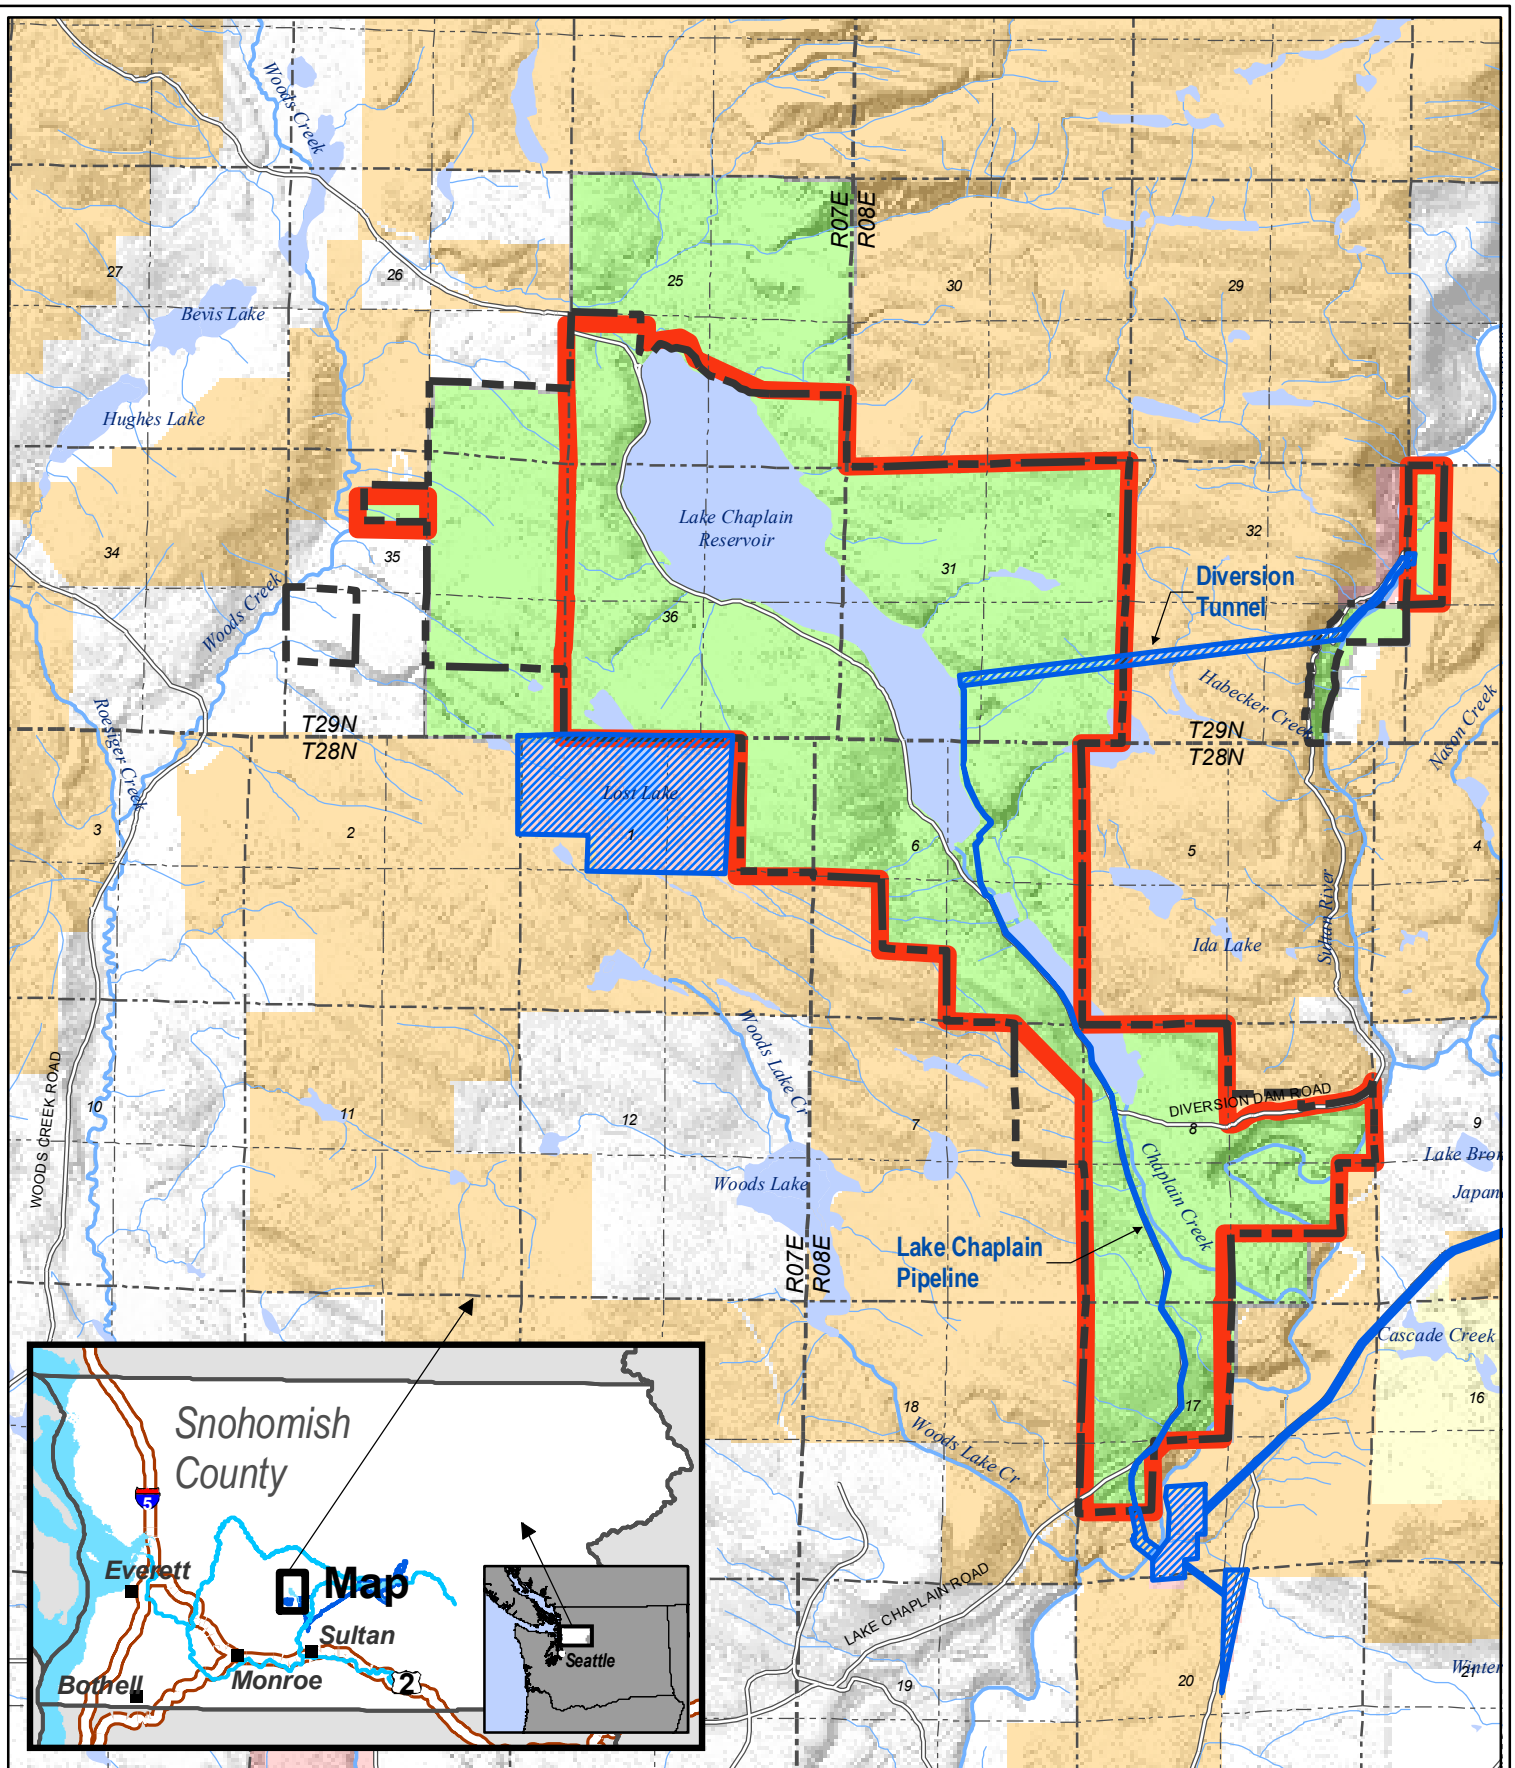 Woods Creek
R07E
R08E
27
26
25
30
29
Bevis Lake
Hughes Lake
Lake Chaplain
Reservoir
34
35
36
31
32
Diversion
Tunnel
Woods Creek
Habecker Creek
Nason Creek
Roesiger Creek
T29N
T28N
T29N
T28N
Lost Lake
3
2
1
6
5
4
Sultan River
Ida Lake
Woods Lake Cr
WOODS CREEK ROAD
10
11
12
7
DIVERSION DAM ROAD
8
9
Lake Bron
Japan
Chaplain Creek
Woods Lake
R07E
R08E
Lake Chaplain
Pipeline
Cascade Creek
16
17
18
Woods Lake Cr
LAKE CHAPLAIN ROAD
19
20
21
Winter
Snohomish
County
5
Everett
Map
Sultan
Monroe
Bothell
2
Seattle